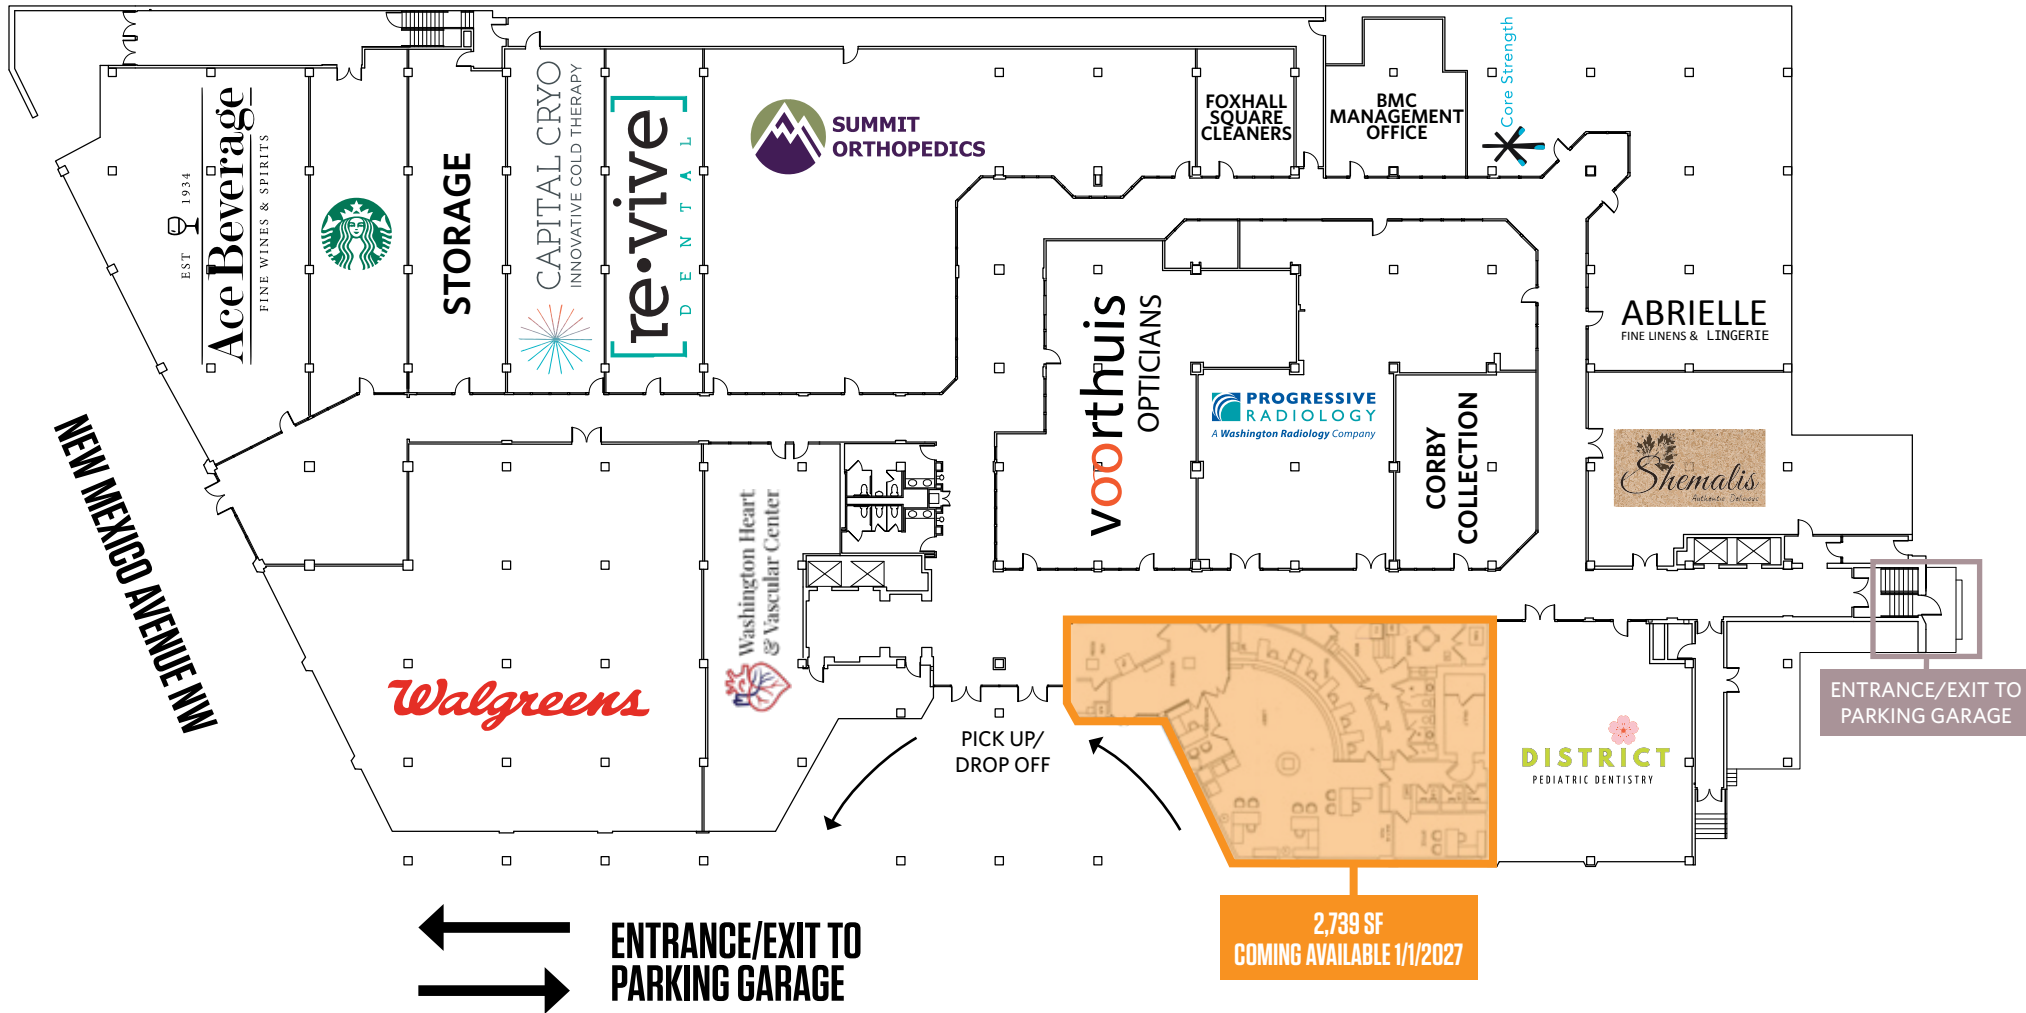 EST 1934
Ace Beverage
FINE WINES & SPIRITS
STORAGE
CAPITAL CRYO
INNOVATIVE COLD THERAPY
[re•vive]
DENTAL
SUMMIT
ORTHOPEDICS
FOXHALL
SQUARE
CLEANERS
BMC
MANAGEMENT
OFFICE
Core Strength
ABRIELLE
FINE LINENS & LINGERIE
voorthuis
OPTICIANS
PROGRESSIVE
RADIOLOGY
A Washington Radiology Company
CORBY
COLLECTION
Shemalis
Authentic Delicious
NEW MEXICO AVENUE NW
Walgreens
Washington Heart
& Vascular Center
PICK UP/
DROP OFF
DISTRICT
PEDIATRIC DENTISTRY
ENTRANCE/EXIT TO
PARKING GARAGE
2,739 SF
COMING AVAILABLE 1/1/2027
ENTRANCE/EXIT TO
PARKING GARAGE